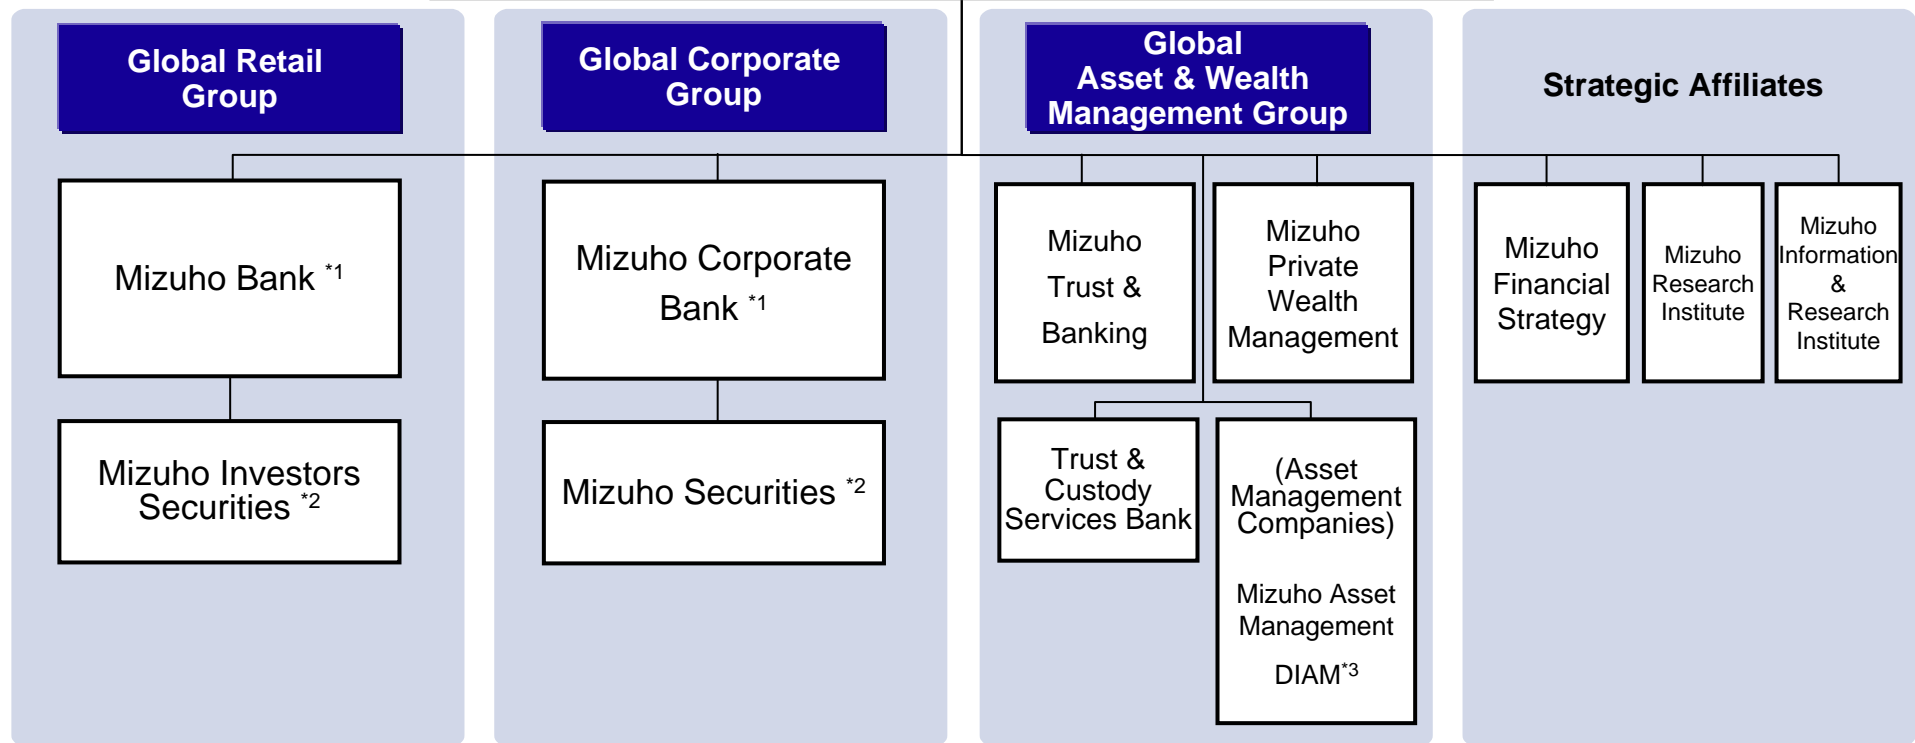 Global Retail
Group
Global Corporate
Group
Global
Asset & Wealth
Management Group
Strategic Affiliates
Mizuho Bank *1
Mizuho Investors
Securities *2
Mizuho Corporate
Bank *1
Mizuho Securities *2
Mizuho
Trust &
Banking
Mizuho
Private
Wealth
Management
Trust &
Custody
Services Bank
(Asset
Management
Companies)
Mizuho Asset
Management
DIAM*3
Mizuho
Financial
Strategy
Mizuho
Research
Institute
Mizuho
Information
&
Research
Institute